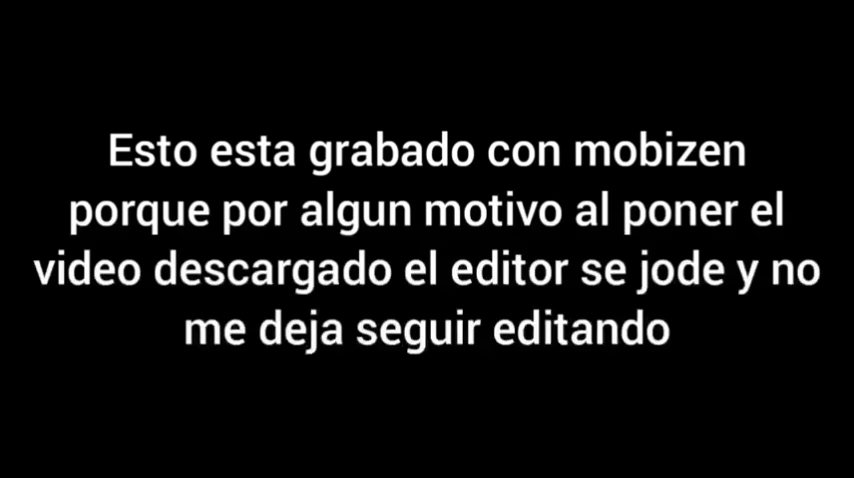 Esto esta grabado con mobizen
porque por algun motivo al poner el
video descargado el editor se jode y no
me deja seguir editando